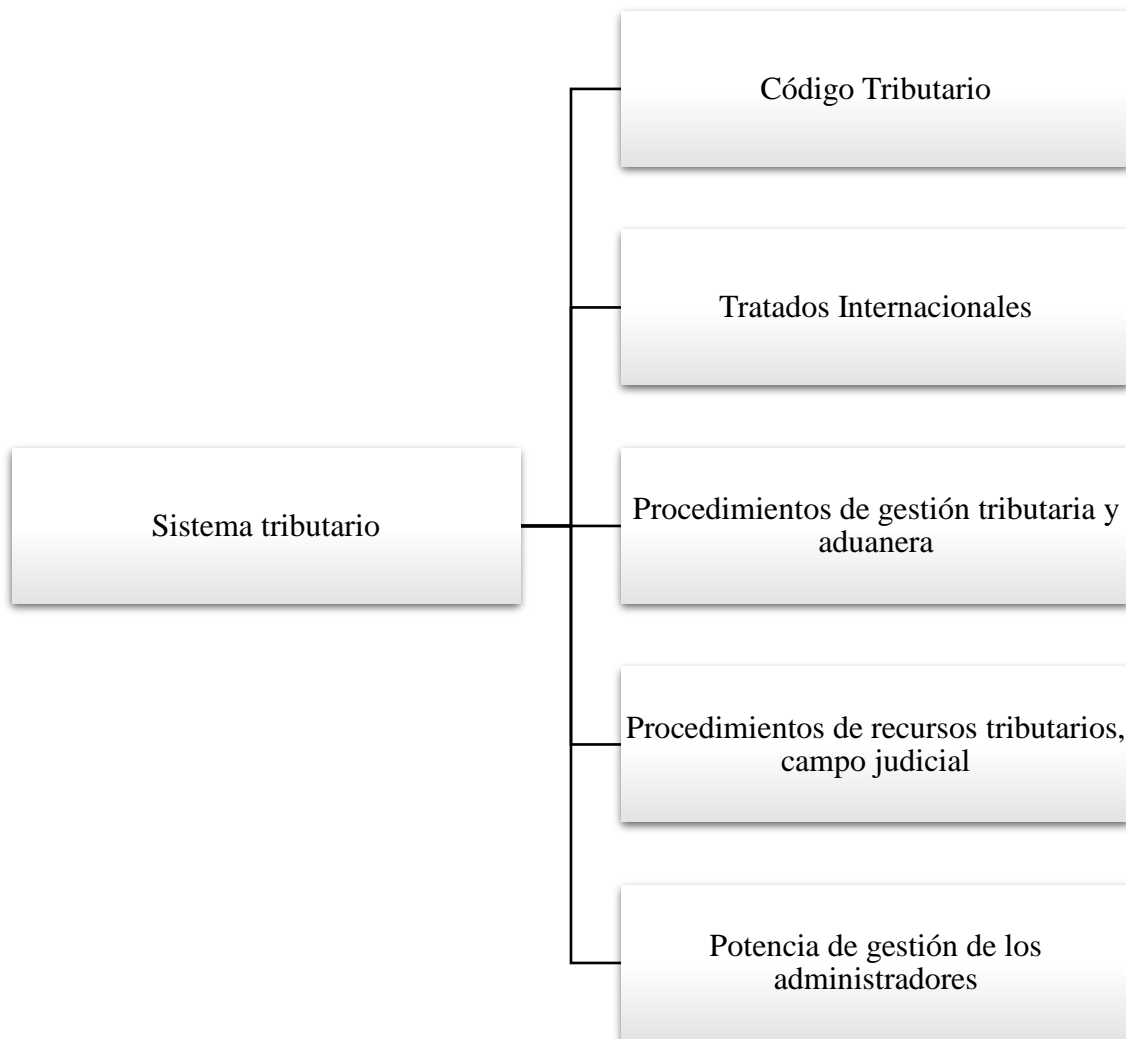 Código Tributario
Tratados Internacionales
Sistema tributario
Procedimientos de gestión tributaria y
aduanera
Procedimientos de recursos tributarios,
campo judicial
Potencia de gestión de los
administradores